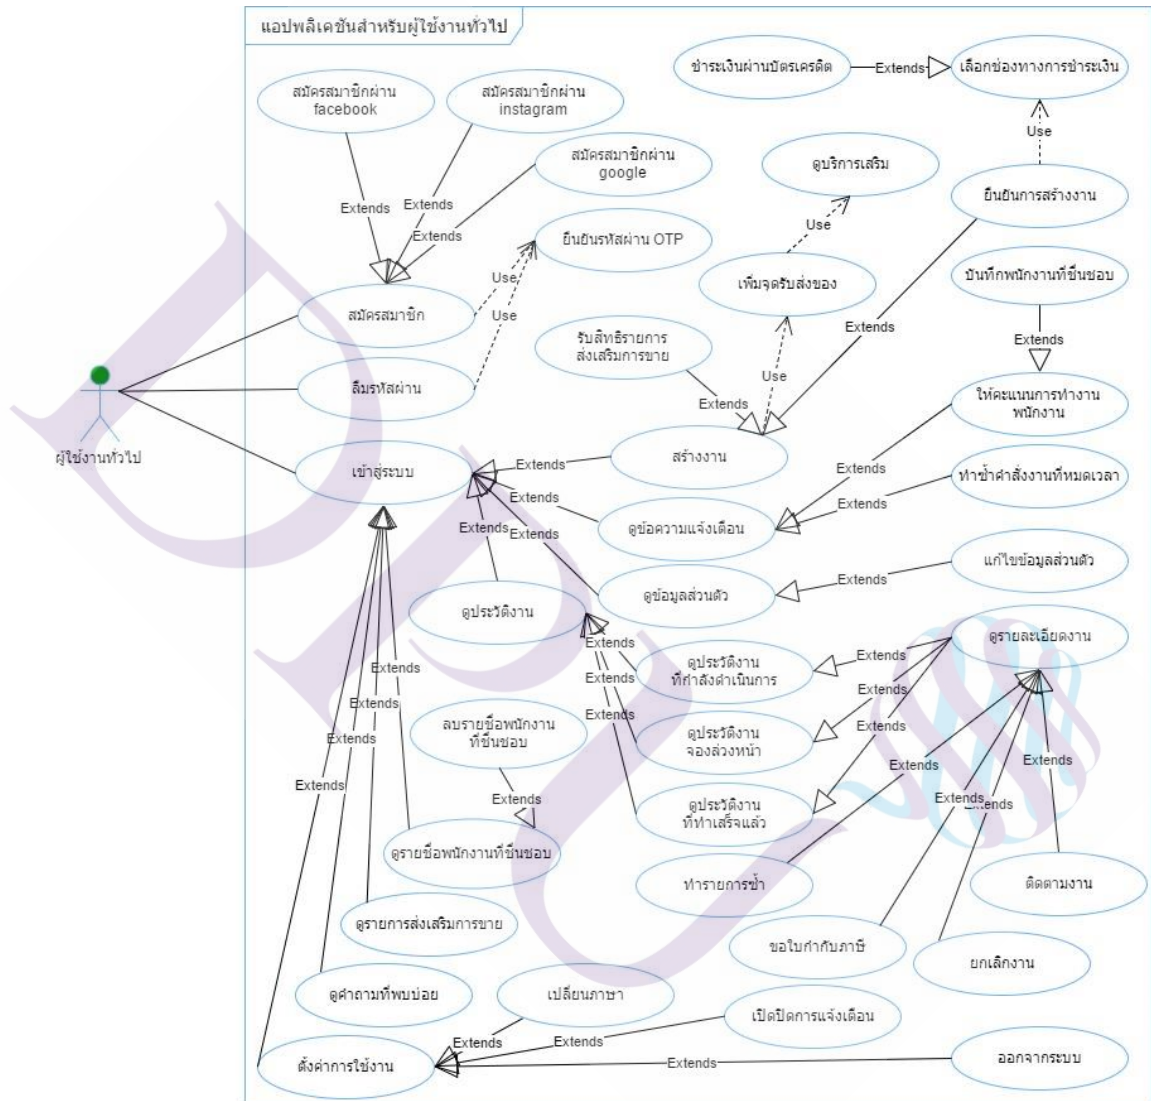 แอปพลิเคชันสำหรับผู้ใช้งานทั่วไป
ชำระเงินผ่านบัตรเครดิต
Extends
เลือกช่องทางการชำระเงิน
สมัครสมาชิกผ่าน
facebook
สมัครสมาชิกผ่าน
instagram
Use
สมัครสมาชิกผ่าน
google
ดูบริการเสริม
ยืนยันการสร้างงาน
Extends
Extends
Extends
Use
ยืนยันรหัสผ่าน OTP
Use
เพิ่มจุดรับส่งของ
บันทึกพนักงานที่ชื่นชอบ
สมัครสมาชิก
Use
Extends
Extends
รับสิทธิรายการ
ส่งเสริมการขาย
Use
ลืมรหัสผ่าน
Extends
ให้คะแนนการทำงาน
พนักงาน
ผู้ใช้งานทั่วไป
เข้าสู่ระบบ
Extends
สร้างงาน
Extends
Extends
ทำซ้ำคำสั่งงานที่หมดเวลา
Extends
Extends
Extends
ดูข้อความแจ้งเตือน
Extends
แก้ไขข้อมูลส่วนตัว
ดูประวัติงาน
ดูข้อมูลส่วนตัว
Extends
Extends
ดูรายละเอียดงาน
Extends
ดูประวัติงาน
ที่กำลังดำเนินการ
Extends
Extends
Extends
Extends
Extends
Extends
ลบรายชื่อพนักงาน
ที่ชื่นชอบ
ดูประวัติงาน
จองล่วงหน้า
Extends
Extends
Extends
Extends
Extends
Extends
ดูประวัติงาน
ที่ทำเสร็จแล้ว
ดูรายชื่อพนักงานที่ชื่นชอบ
ทำรายการซ้ำ
ติดตามงาน
ดูรายการส่งเสริมการขาย
ขอใบกำกับภาษี
ยกเลิกงาน
ดูคำถามที่พบบ่อย
เปลี่ยนภาษา
เปิดปิดการแจ้งเตือน
Extends
Extends
ตั้งค่าการใช้งาน
Extends
ออกจากระบบ